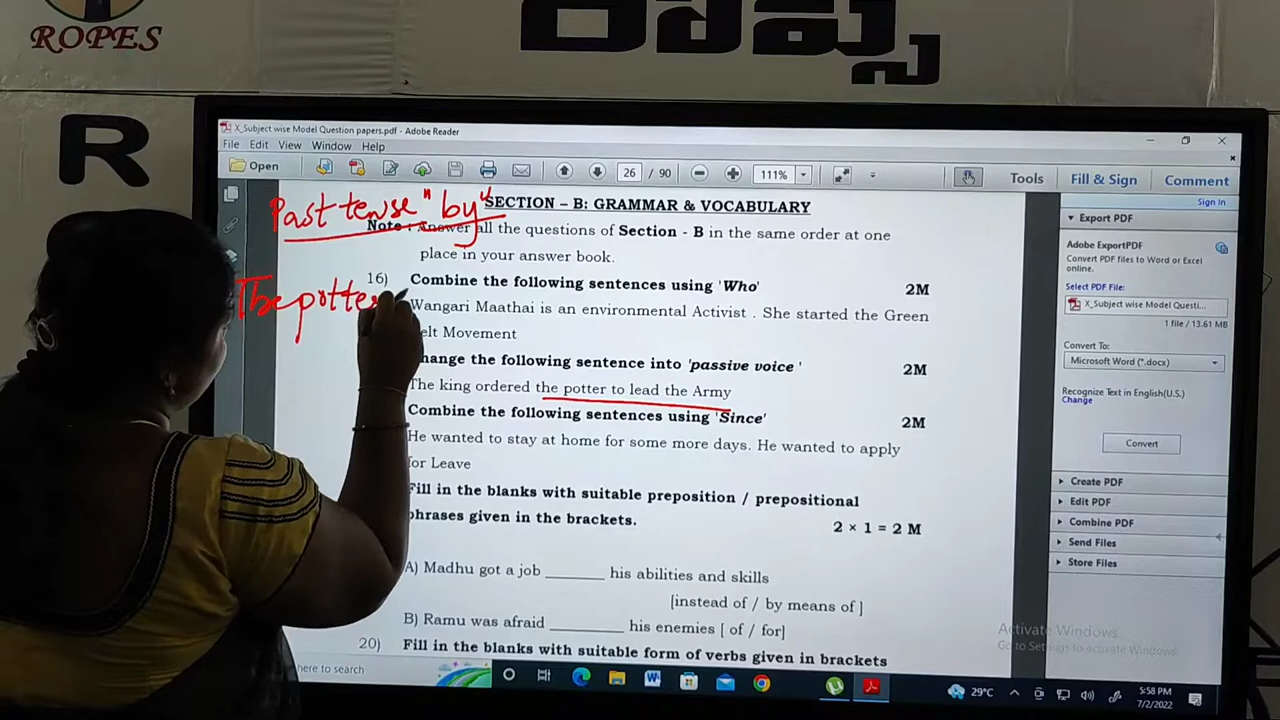 ROPES
రోప్స్
R
X_Subject wise Model Question papers.pdf - Adobe Reader
File Edit View Window Help
Open 26 / 90 111% Tools Fill & Sign Comment
Sign In
Past tense "by"
SECTION – B: GRAMMAR & VOCABULARY
Note : Answer all the questions of Section - B in the same order at one
place in your answer book.
The potter
16) Combine the following sentences using 'Who' 2M
Wangari Maathai is an environmental Activist . She started the Green
elt Movement
hange the following sentence into 'passive voice ' 2M
The king ordered the potter to lead the Army
Combine the following sentences using 'Since' 2M
He wanted to stay at home for some more days. He wanted to apply
for Leave
Fill in the blanks with suitable preposition / prepositional
phrases given in the brackets. 2 × 1 = 2 M
A) Madhu got a job ______ his abilities and skills
[instead of / by means of ]
B) Ramu was afraid ________ his enemies [ of / for]
20) Fill in the blanks with suitable form of verbs given in brackets
Export PDF
Adobe ExportPDF
Convert PDF files to Word or Excel
online.
Select PDF File:
X_Subject wise Model Questi...
1 file / 13.61 MB
Convert To:
Microsoft Word (*.docx)
Recognize Text in English(U.S.)
Change
Convert
Create PDF
Edit PDF
Combine PDF
Send Files
Store Files
Activate Windows
Go to Settings to activate Windows.
here to search
29°C
5:58 PM
7/2/2022